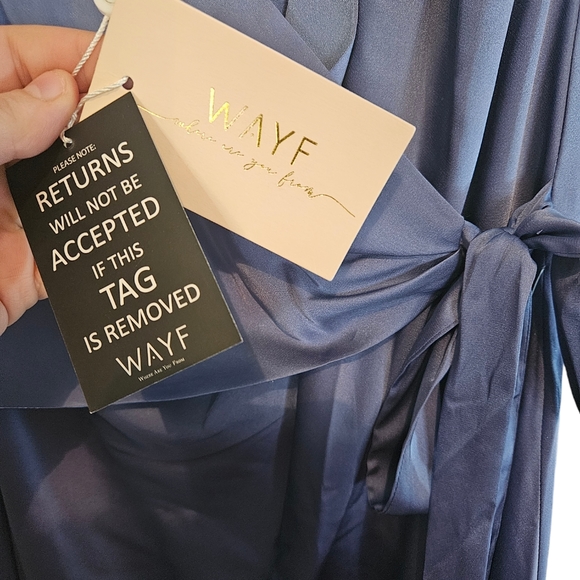 WAYF
where are you from
PLEASE NOTE:
RETURNS
WILL NOT BE
ACCEPTED
IF THIS
TAG
IS REMOVED
WAYF
WHERE ARE YOU FROM